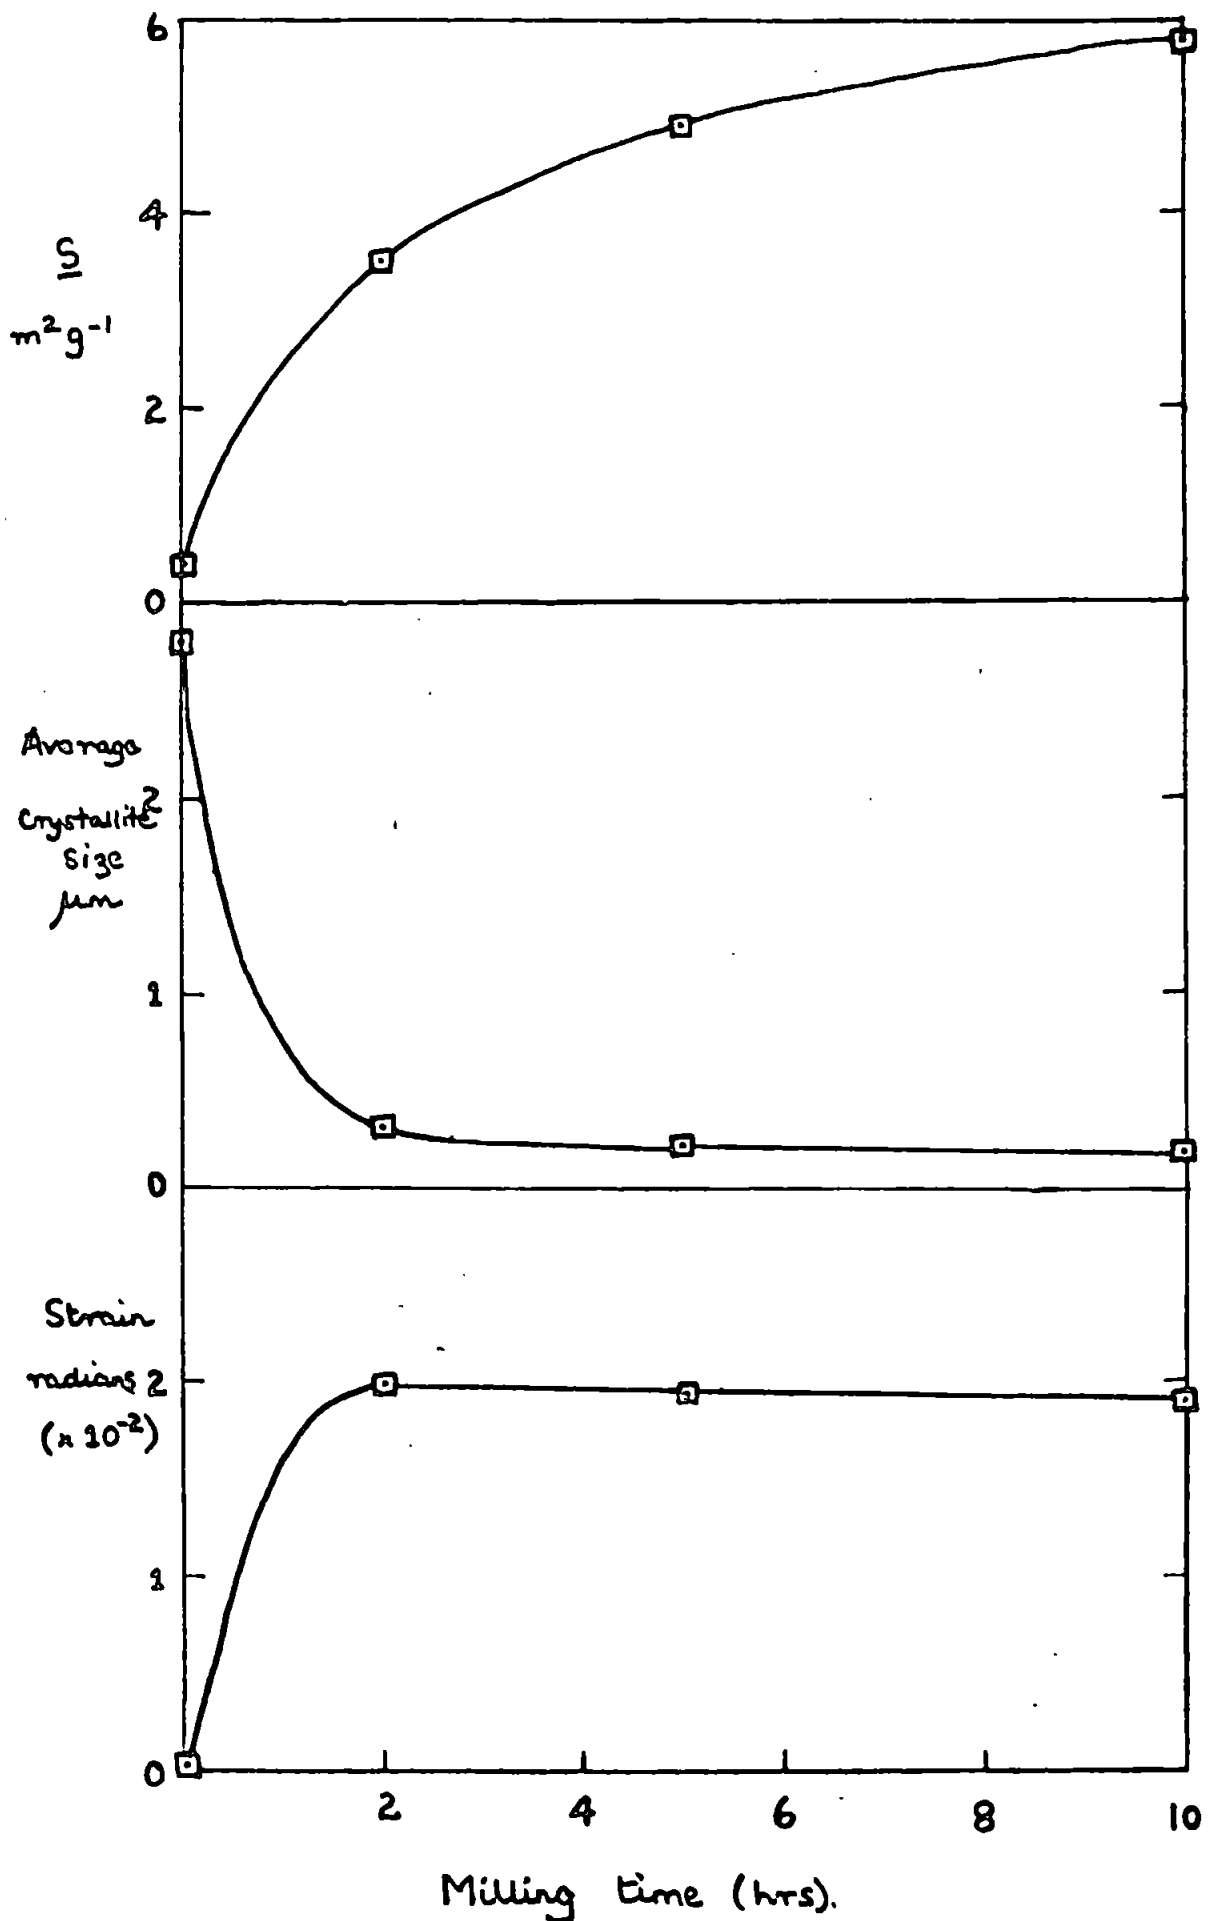 6
4
S
m²g⁻¹
2
0
Average
2
Crystallite
size
μm
1
0
Strain
radians 2
(× 10⁻²)
1
0
2 4 6 8 10
Milling time (hrs).